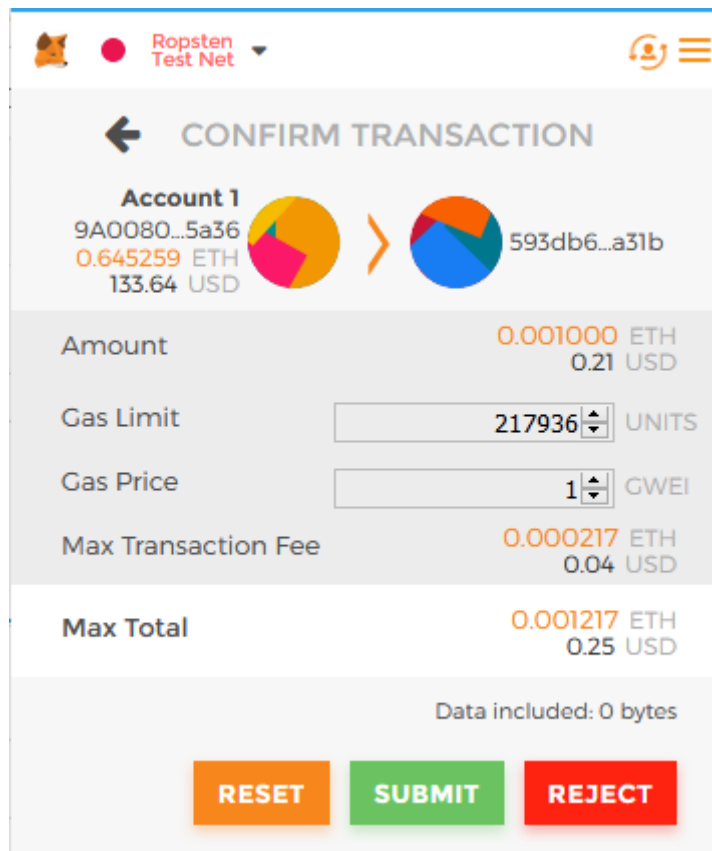 Ropsten
Test Net
CONFIRM TRANSACTION
Account 1
9A0080...5a36
0.645259 ETH
133.64 USD
593db6...a31b
Amount
0.001000 ETH
0.21 USD
Gas Limit
217936 UNITS
Gas Price
1 GWEI
Max Transaction Fee
0.000217 ETH
0.04 USD
Max Total
0.001217 ETH
0.25 USD
Data included: 0 bytes
RESET
SUBMIT
REJECT